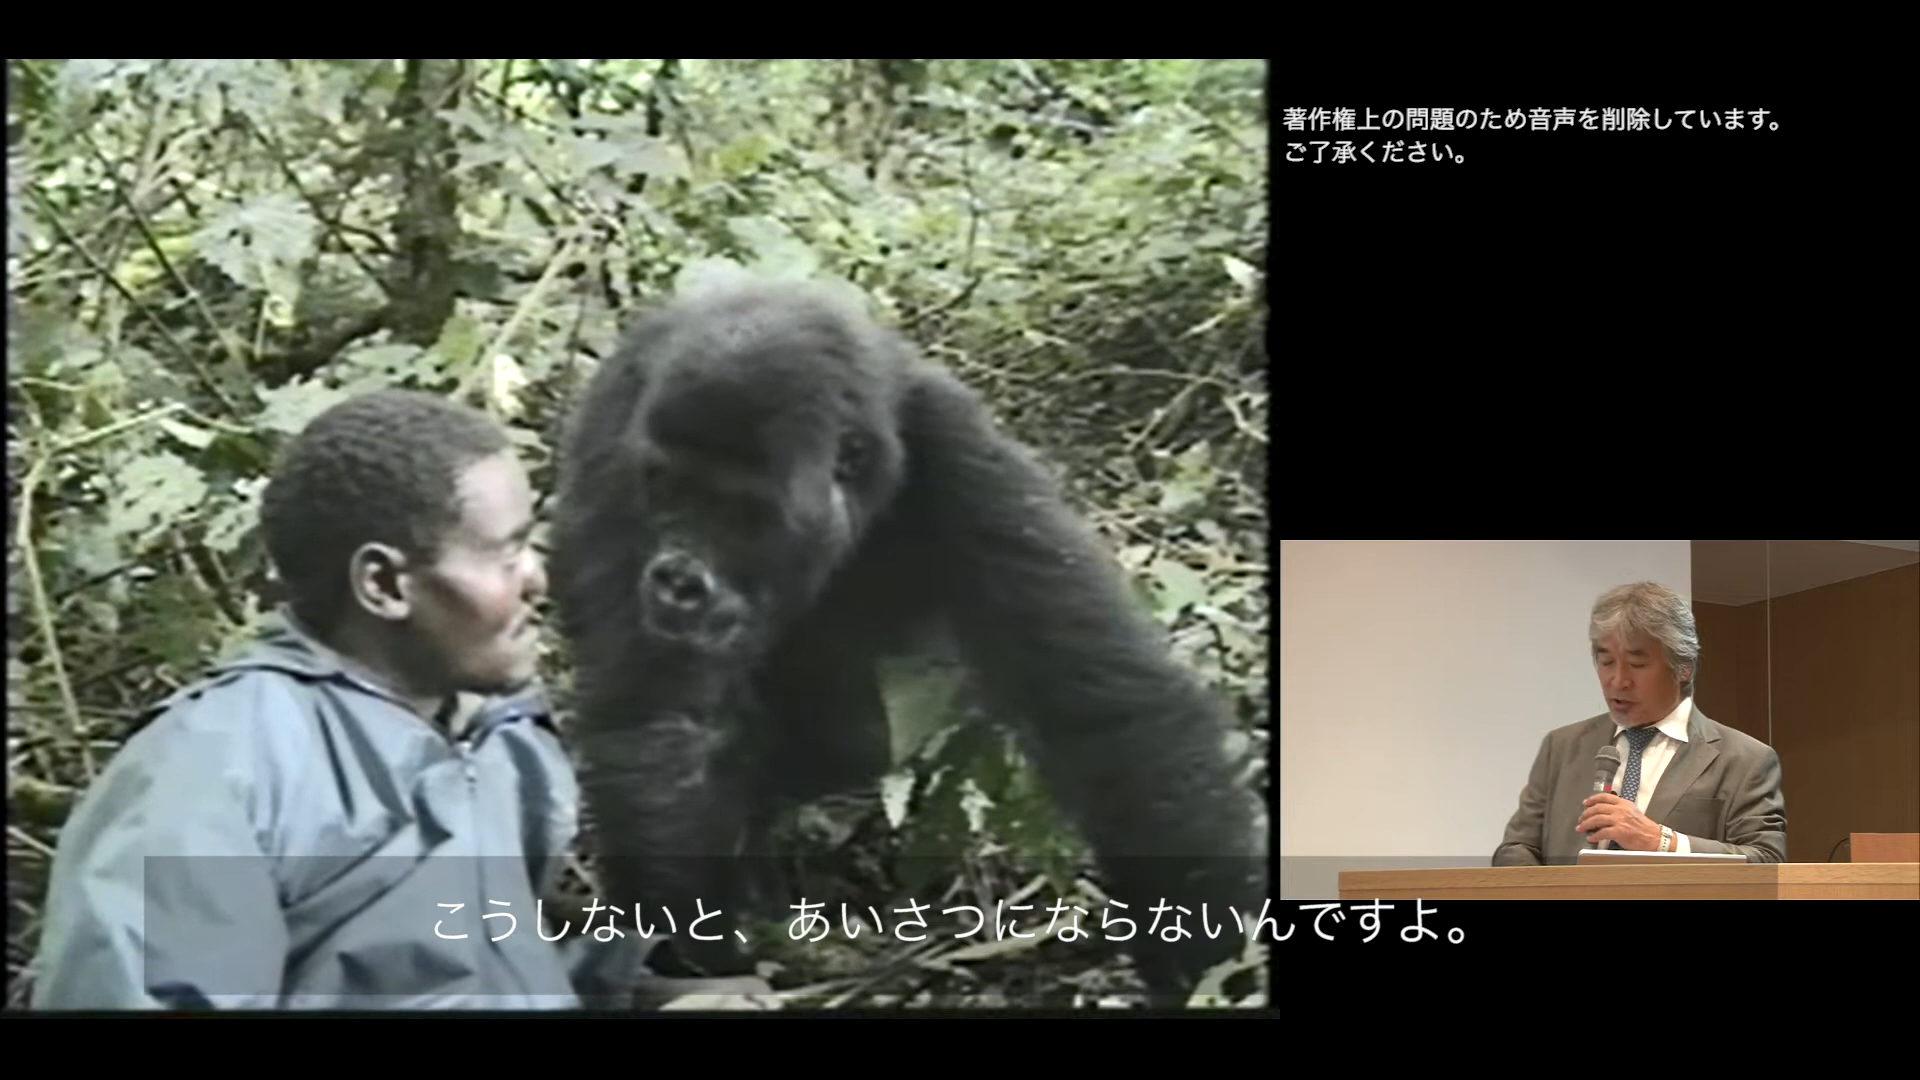 著作権上の問題のため音声を削除しています。
ご了承ください。
こうしないと、あいさつにならないんですよ。